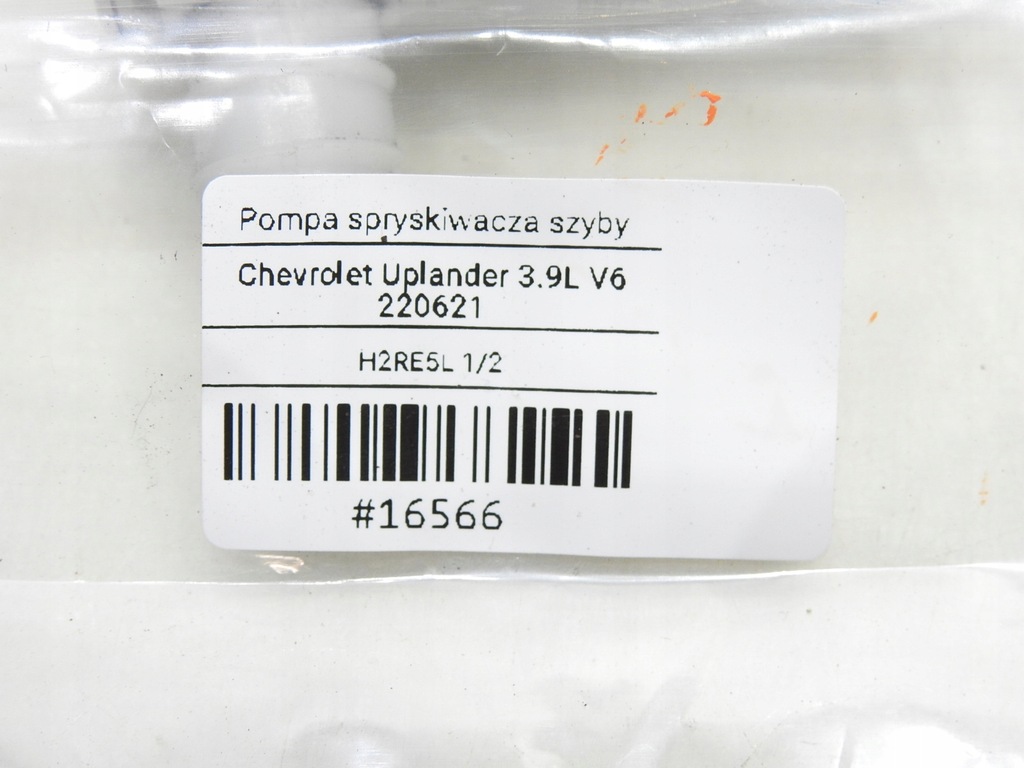 Pompa spryskiwacza szyby
Chevrolet Uplander 3.9L V6
220621
H2RE5L 1/2
#16566